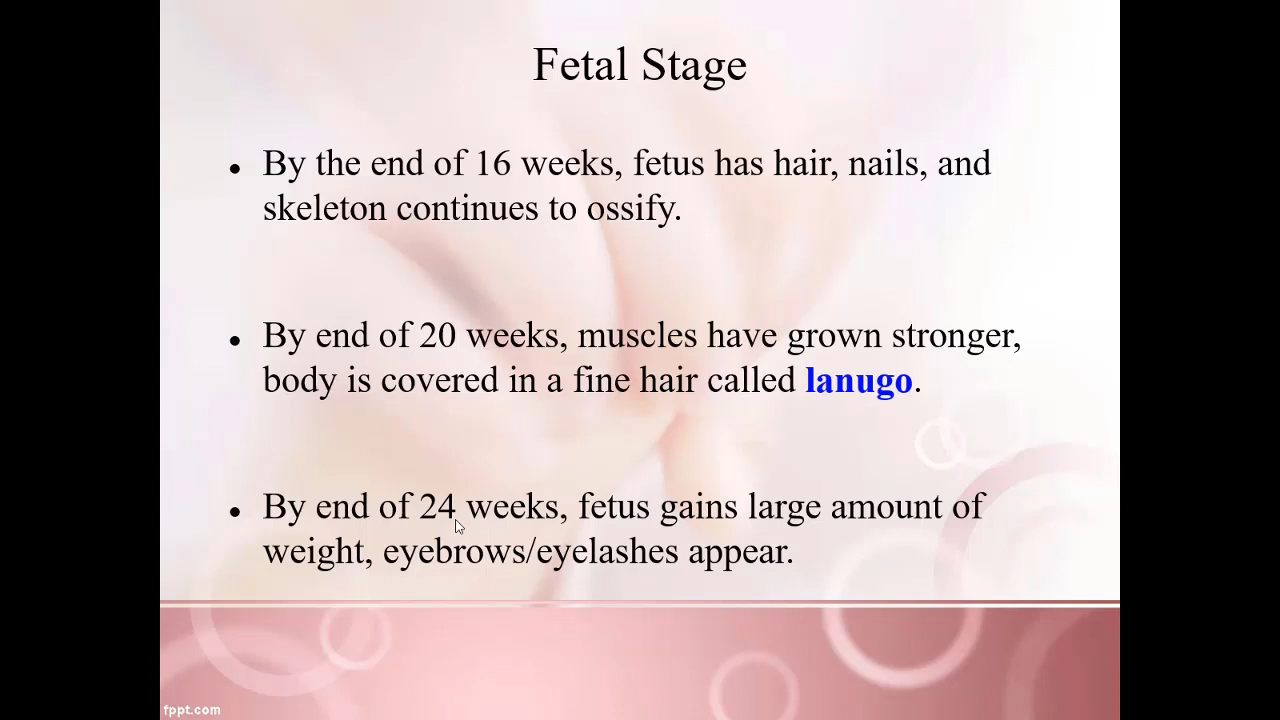 Fetal Stage
• By the end of 16 weeks, fetus has hair, nails, and
skeleton continues to ossify.
• By end of 20 weeks, muscles have grown stronger,
body is covered in a fine hair called lanugo.
• By end of 24 weeks, fetus gains large amount of
weight, eyebrows/eyelashes appear.
fppt.com